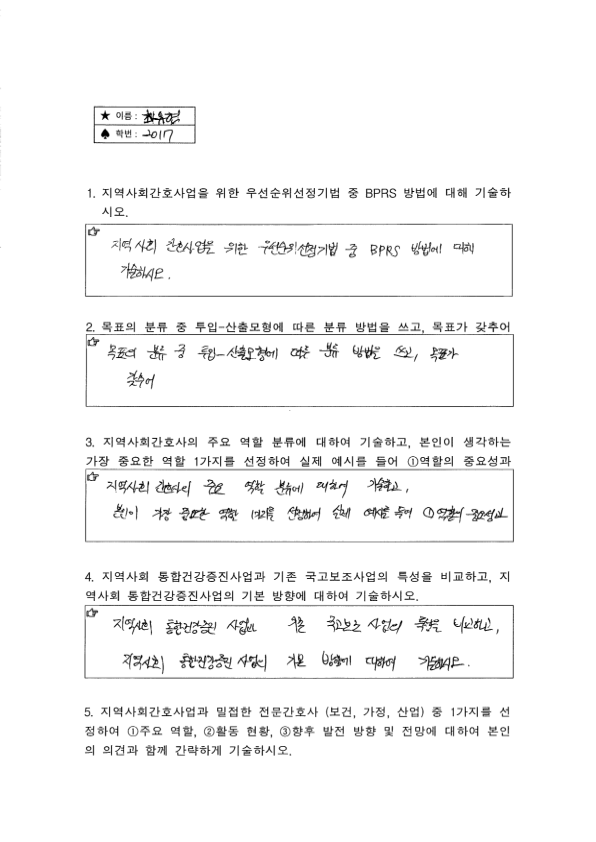 ★ 이름 : 최유현
♠ 학번 : 2017
1. 지역사회간호사업을 위한 우선순위선정기법 중 BPRS 방법에 대해 기술하
시오.
☞ 지역사회 간호사업을 위한 우선순위선정기법 중 BPRS 방법에 대해
기술하시오.
2. 목표의 분류 중 투입-산출모형에 따른 분류 방법을 쓰고, 목표가 갖추어
☞ 목표의 분류 중 투입-산출모형에 따른 분류 방법을 쓰고, 목표가
갖추어
3. 지역사회간호사의 주요 역할 분류에 대하여 기술하고, 본인이 생각하는
가장 중요한 역할 1가지를 선정하여 실제 예시를 들어 ①역할의 중요성과
☞ 지역사회 간호사의 주요 역할 분류에 대하여 기술하고,
본인이 가장 중요한 역할 1가지를 선정하여 실제 예시를 들어 ①역할의 중요성과
4. 지역사회 통합건강증진사업과 기존 국고보조사업의 특성을 비교하고, 지
역사회 통합건강증진사업의 기본 방향에 대하여 기술하시오.
☞ 지역사회 통합건강증진 사업과 기존 국고보조 사업의 특성을 비교하고,
지역사회 통합건강증진 사업의 기본 방향에 대하여 기술하시오.
5. 지역사회간호사업과 밀접한 전문간호사 (보건, 가정, 산업) 중 1가지를 선
정하여 ①주요 역할, ②활동 현황, ③향후 발전 방향 및 전망에 대하여 본인
의 의견과 함께 간략하게 기술하시오.